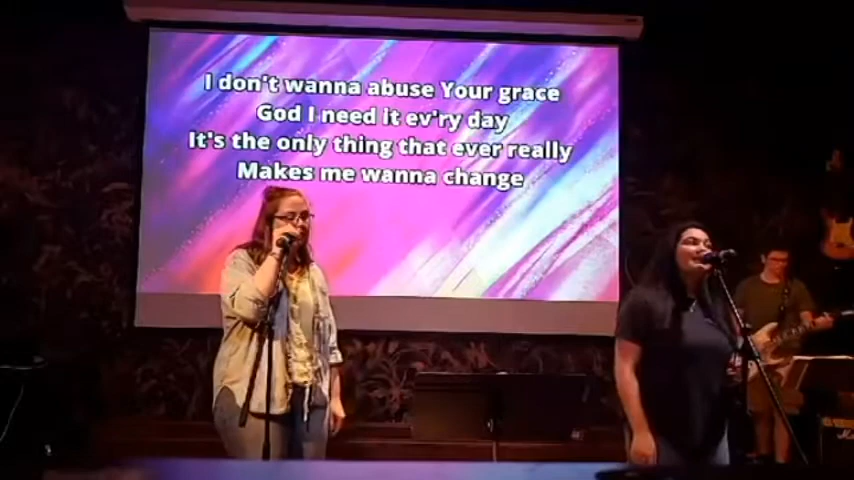 I don't wanna abuse Your grace
God I need it ev'ry day
It's the only thing that ever really
Makes me wanna change
Marshall